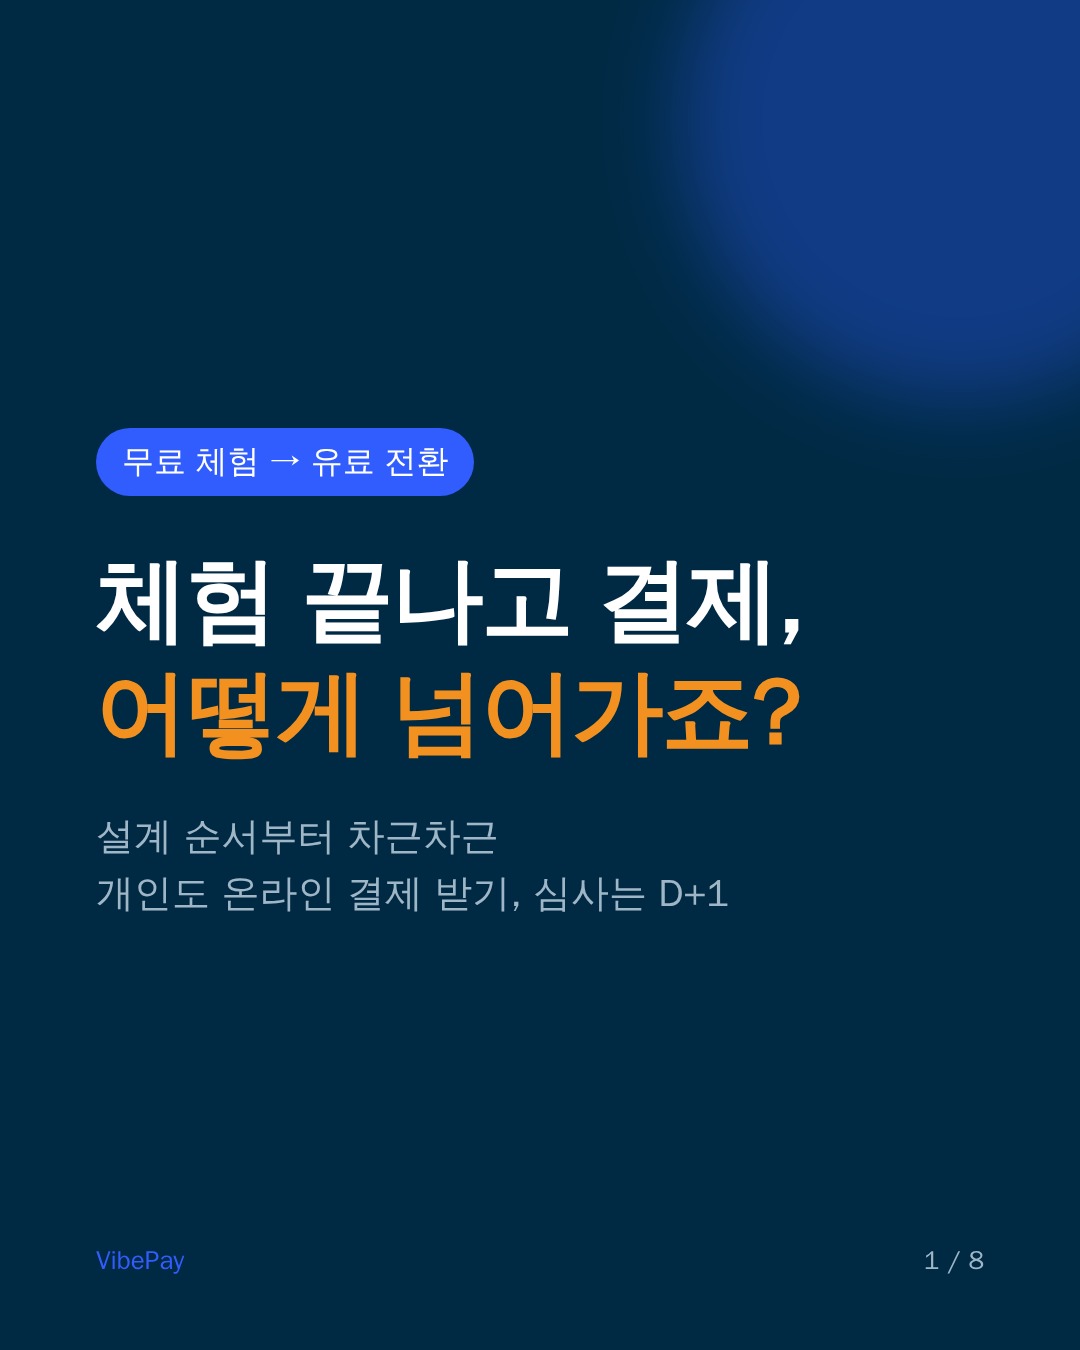 무료 체험 → 유료 전환
체험 끝나고 결제,
어떻게 넘어가죠?
설계 순서부터 차근차근
개인도 온라인 결제 받기, 심사는 D+1
VibePay
1 / 8